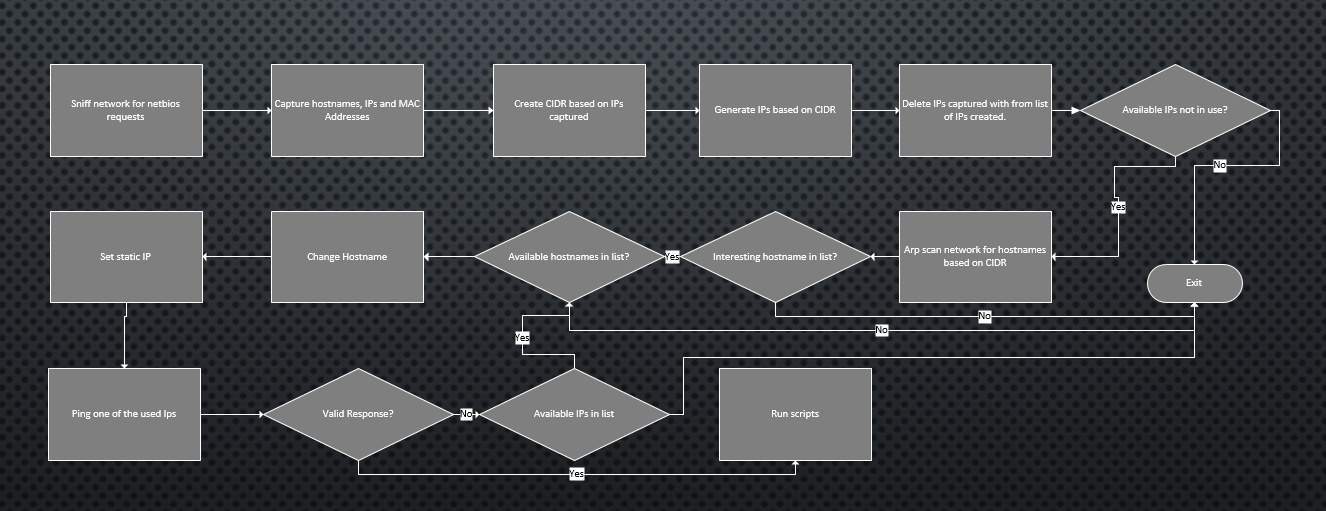 Sniff network for netbios
requests
Capture hostnames, IPs and MAC
Addresses
Create CIDR based on IPs
captured
Generate IPs based on CIDR
Delete IPs captured with from list
of IPs created.
Available IPs not in use?
No
Yes
Set static IP
Change Hostname
Available hostnames in list?
Yes
Interesting hostname in list?
Arp scan network for hostnames
based on CIDR
Exit
No
No
Yes
Ping one of the used Ips
Valid Response?
No
Available IPs in list
Run scripts
Yes